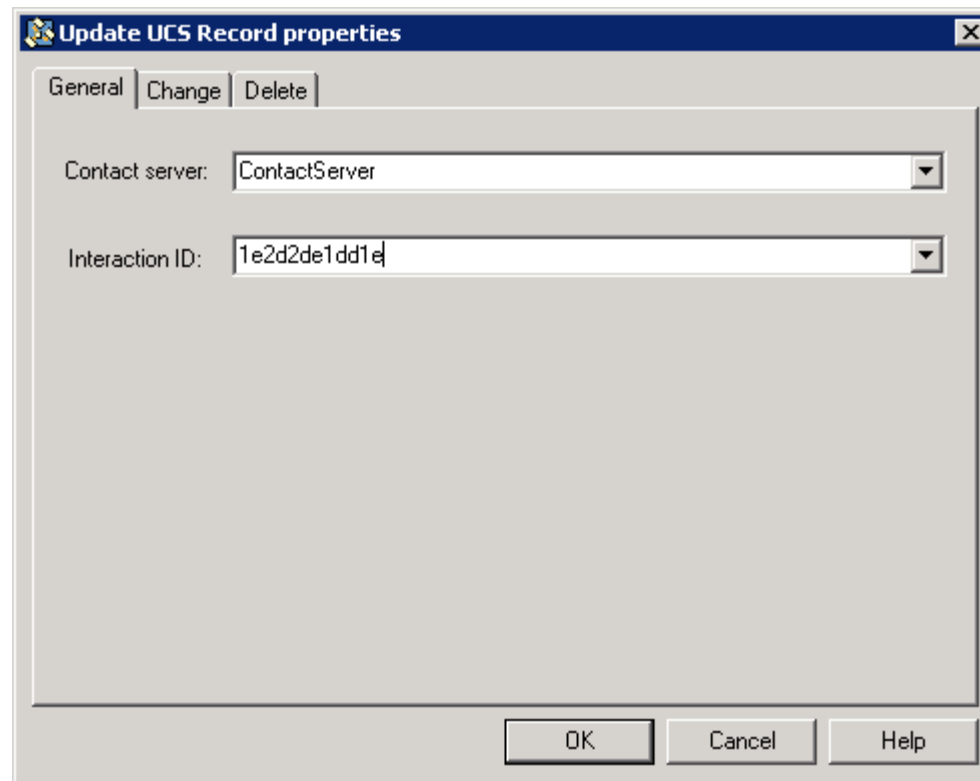 Update UCS Record properties
General Change Delete
Contact server: ContactServer
Interaction ID: 1e2d2de1dd1e
OK Cancel Help